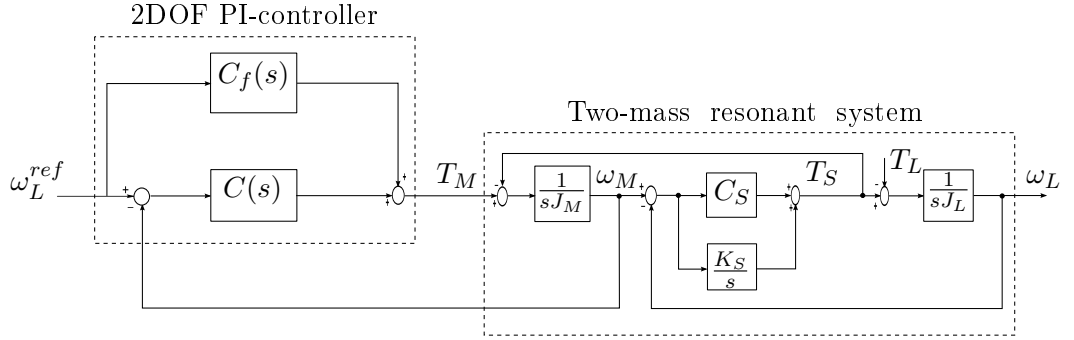 2DOF PI-controller
C_f(s)
Two-mass resonant system
ω_L^{ref}
+
-
C(s)
+
+
T_M
-
+
1
sJ_M
ω_M
+
-
C_S
+
+
T_S
-
+
T_L
1
sJ_L
ω_L
K_S
s